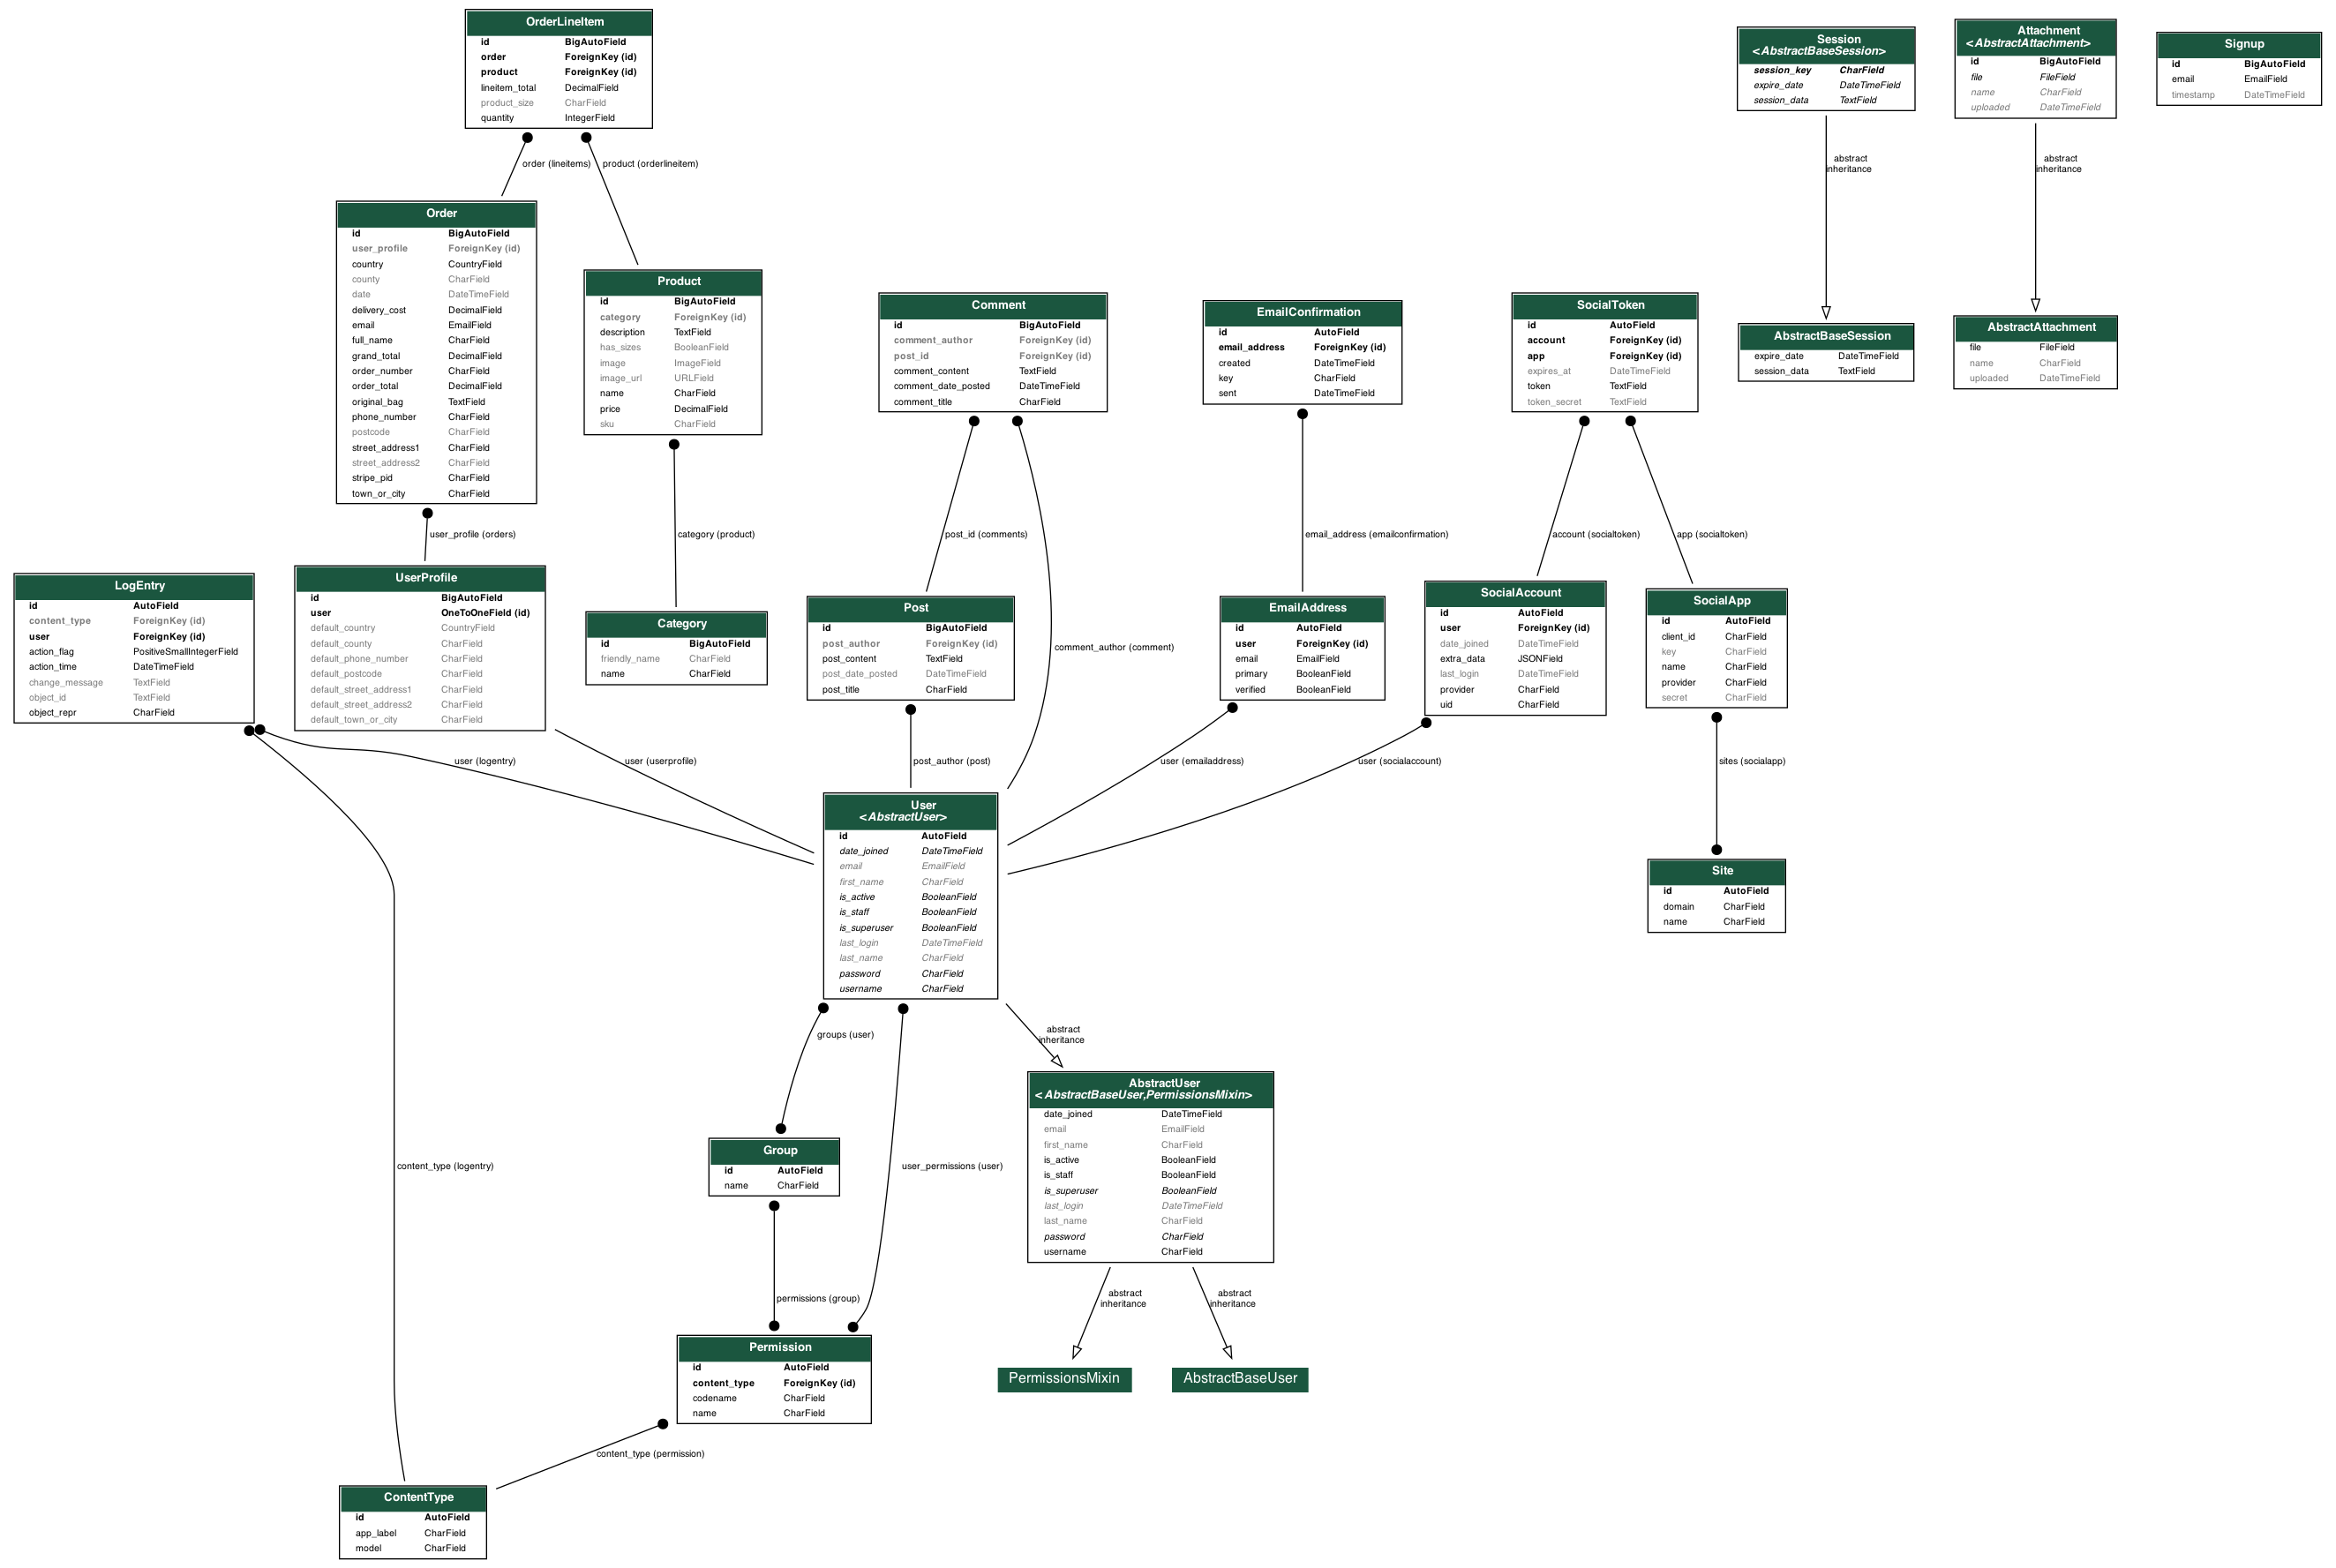 OrderLineItem
id BigAutoField
order ForeignKey (id)
product ForeignKey (id)
lineitem_total DecimalField
product_size CharField
quantity IntegerField
Session
<AbstractBaseSession>
session_key CharField
expire_date DateTimeField
session_data TextField
Attachment
<AbstractAttachment>
id BigAutoField
file FileField
name CharField
uploaded DateTimeField
Signup
id BigAutoField
email EmailField
timestamp DateTimeField
order (lineitems)
product (orderlineitem)
abstract
inheritance
abstract
inheritance
Order
id BigAutoField
user_profile ForeignKey (id)
country CountryField
county CharField
date DateTimeField
delivery_cost DecimalField
email EmailField
full_name CharField
grand_total DecimalField
order_number CharField
order_total DecimalField
original_bag TextField
phone_number CharField
postcode CharField
street_address1 CharField
street_address2 CharField
stripe_pid CharField
town_or_city CharField
Product
id BigAutoField
category ForeignKey (id)
description TextField
has_sizes BooleanField
image ImageField
image_url URLField
name CharField
price DecimalField
sku CharField
Comment
id BigAutoField
comment_author ForeignKey (id)
post_id ForeignKey (id)
comment_content TextField
comment_date_posted DateTimeField
comment_title CharField
EmailConfirmation
id AutoField
email_address ForeignKey (id)
created DateTimeField
key CharField
sent DateTimeField
SocialToken
id AutoField
account ForeignKey (id)
app ForeignKey (id)
expires_at DateTimeField
token TextField
token_secret TextField
AbstractBaseSession
expire_date DateTimeField
session_data TextField
AbstractAttachment
file FileField
name CharField
uploaded DateTimeField
user_profile (orders)
category (product)
post_id (comments)
email_address (emailconfirmation)
account (socialtoken)
app (socialtoken)
LogEntry
id AutoField
content_type ForeignKey (id)
user ForeignKey (id)
action_flag PositiveSmallIntegerField
action_time DateTimeField
change_message TextField
object_id TextField
object_repr CharField
UserProfile
id BigAutoField
user OneToOneField (id)
default_country CountryField
default_county CharField
default_phone_number CharField
default_postcode CharField
default_street_address1 CharField
default_street_address2 CharField
default_town_or_city CharField
Category
id BigAutoField
friendly_name CharField
name CharField
Post
id BigAutoField
post_author ForeignKey (id)
post_content TextField
post_date_posted DateTimeField
post_title CharField
comment_author (comment)
EmailAddress
id AutoField
user ForeignKey (id)
email EmailField
primary BooleanField
verified BooleanField
SocialAccount
id AutoField
user ForeignKey (id)
date_joined DateTimeField
extra_data JSONField
last_login DateTimeField
provider CharField
uid CharField
SocialApp
id AutoField
client_id CharField
key CharField
name CharField
provider CharField
secret CharField
user (logentry)
user (userprofile)
post_author (post)
user (emailaddress)
user (socialaccount)
sites (socialapp)
User
<AbstractUser>
id AutoField
date_joined DateTimeField
email EmailField
first_name CharField
is_active BooleanField
is_staff BooleanField
is_superuser BooleanField
last_login DateTimeField
last_name CharField
password CharField
username CharField
Site
id AutoField
domain CharField
name CharField
groups (user)
abstract
inheritance
AbstractUser
<AbstractBaseUser,PermissionsMixin>
date_joined DateTimeField
email EmailField
first_name CharField
is_active BooleanField
is_staff BooleanField
is_superuser BooleanField
last_login DateTimeField
last_name CharField
password CharField
username CharField
Group
id AutoField
name CharField
content_type (logentry)
user_permissions (user)
permissions (group)
abstract
inheritance
abstract
inheritance
Permission
id AutoField
content_type ForeignKey (id)
codename CharField
name CharField
PermissionsMixin
AbstractBaseUser
content_type (permission)
ContentType
id AutoField
app_label CharField
model CharField